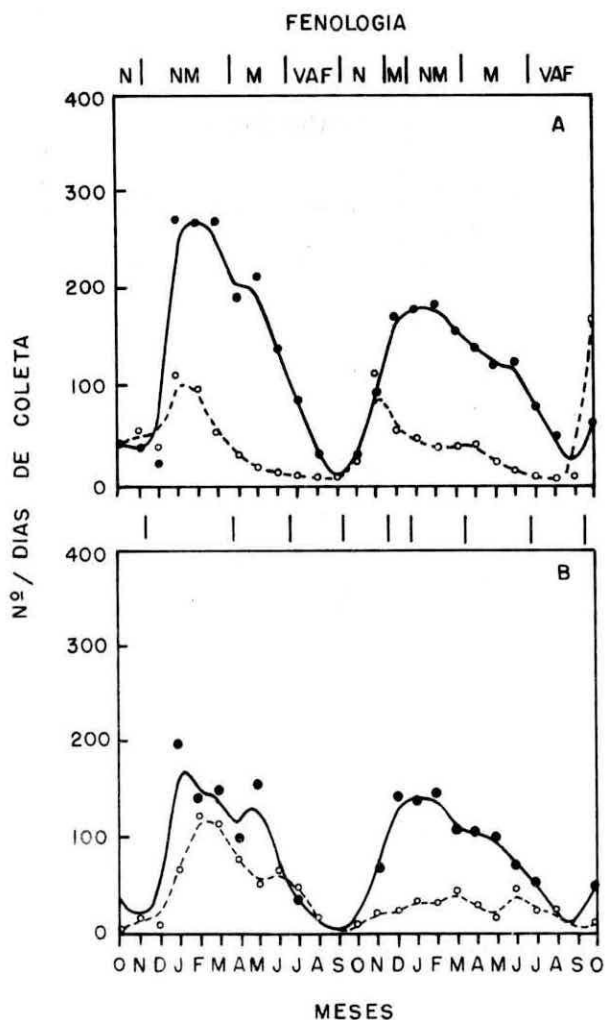 FENOLOGIA
N NM M VAF N M NM M VAF
400 A
300
200
100
0
Nº/ DIAS DE COLETA
400 B
300
200
100
0
O N D J F M A M J J A S O N D J F M A M J J A S O
MESES